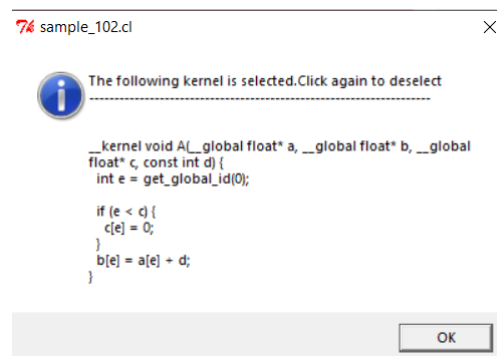 sample_102.cl
The following kernel is selected.Click again to deselect
--------------------------------------------------------------------
__kernel void A(__global float* a, __global float* b, __global
float* c, const int d) {
int e = get_global_id(0);
if (e < c) {
c[e] = 0;
}
b[e] = a[e] + d;
}
OK